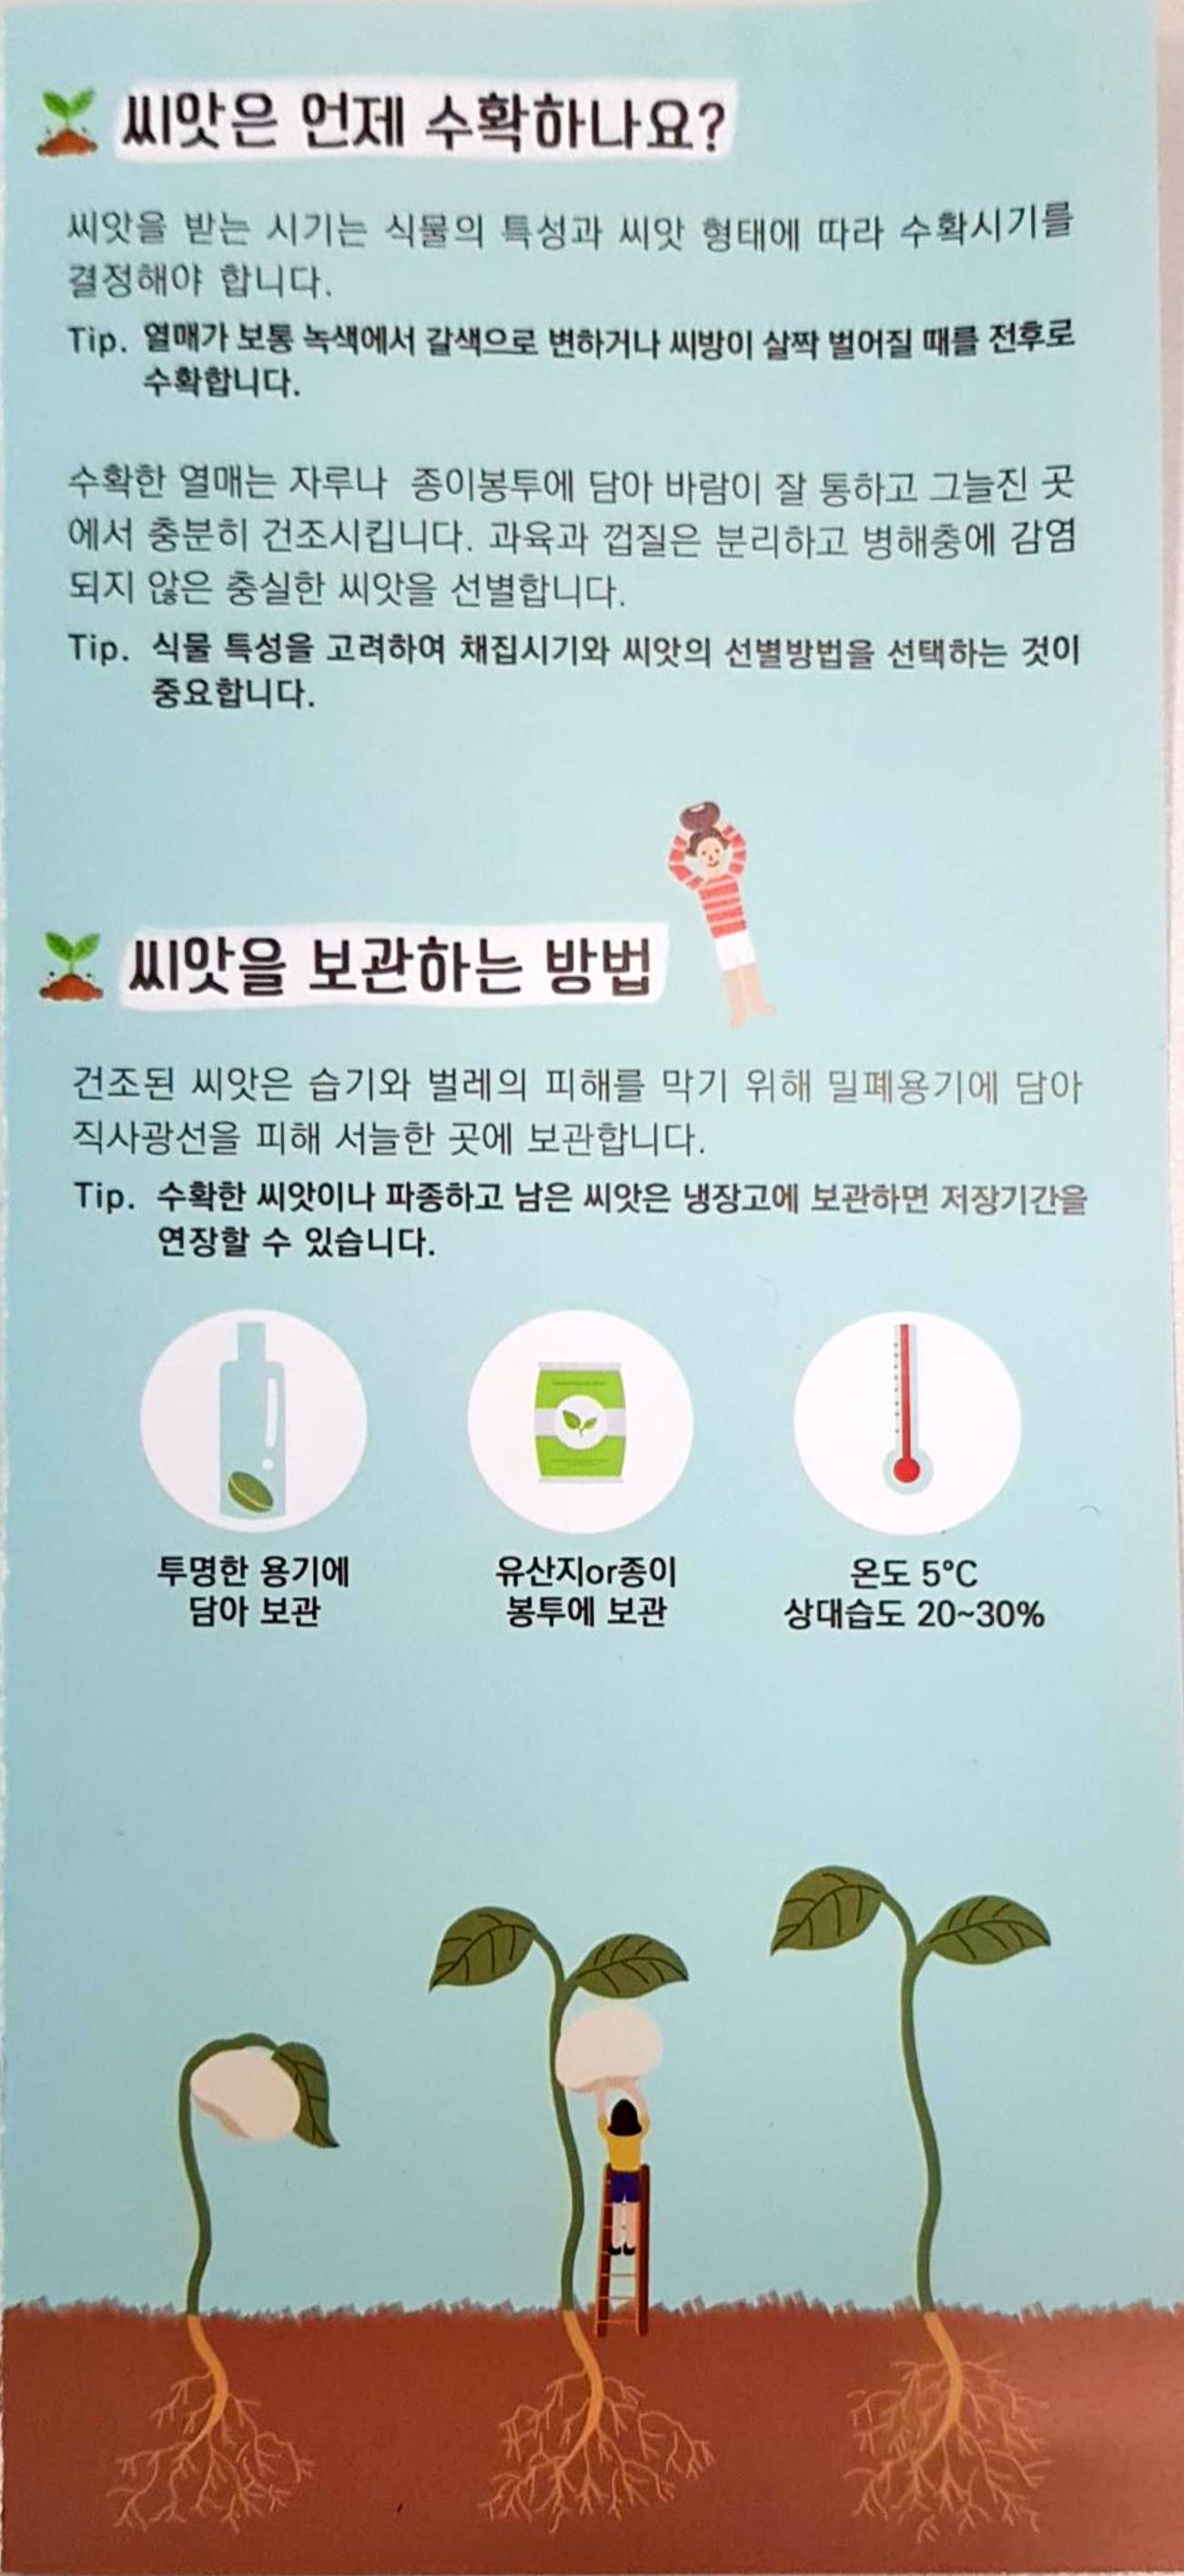 씨앗은 언제 수확하나요?
씨앗을 받는 시기는 식물의 특성과 씨앗 형태에 따라 수확시기를
결정해야 합니다.
Tip. 열매가 보통 녹색에서 갈색으로 변하거나 씨방이 살짝 벌어질 때를 전후로
수확합니다.
수확한 열매는 자루나 종이봉투에 담아 바람이 잘 통하고 그늘진 곳
에서 충분히 건조시킵니다. 과육과 껍질은 분리하고 병해충에 감염
되지 않은 충실한 씨앗을 선별합니다.
Tip. 식물 특성을 고려하여 채집시기와 씨앗의 선별방법을 선택하는 것이
중요합니다.
씨앗을 보관하는 방법
건조된 씨앗은 습기와 벌레의 피해를 막기 위해 밀폐용기에 담아
직사광선을 피해 서늘한 곳에 보관합니다.
Tip. 수확한 씨앗이나 파종하고 남은 씨앗은 냉장고에 보관하면 저장기간을
연장할 수 있습니다.
투명한 용기에
담아 보관
유산지or종이
봉투에 보관
온도 5°C
상대습도 20~30%